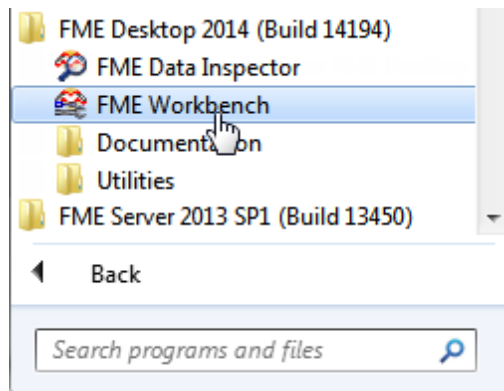 FME Desktop 2014 (Build 14194)
FME Data Inspector
FME Workbench
Documentation
Utilities
FME Server 2013 SP1 (Build 13450)
Back
Search programs and files